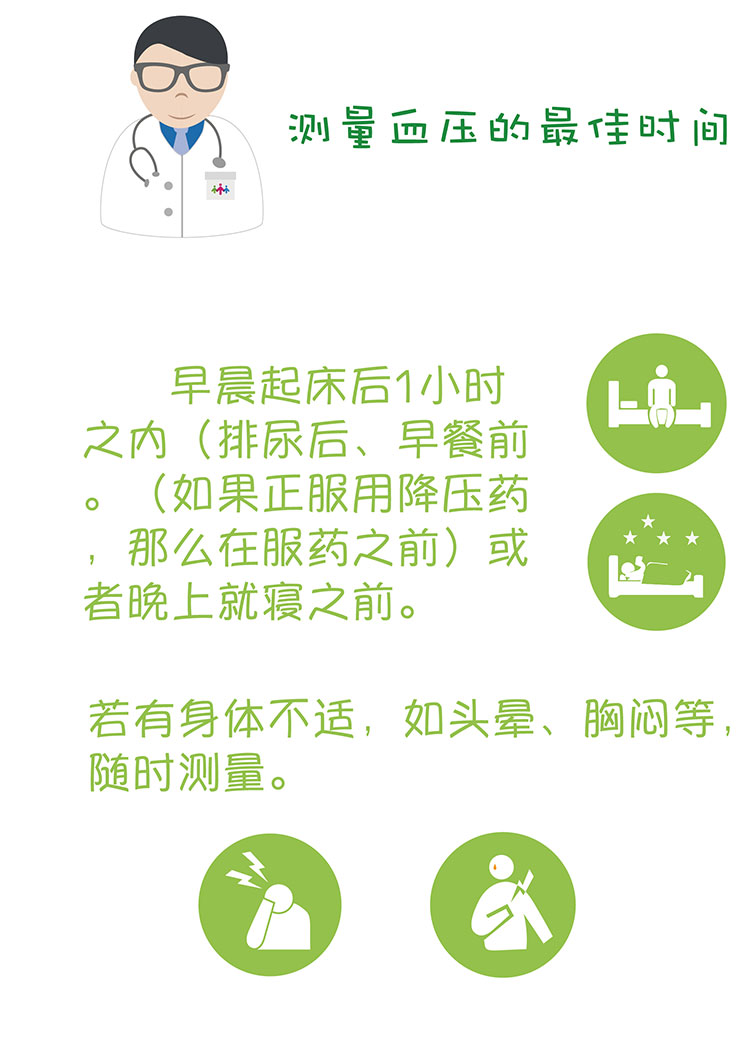 测量血压的最佳时间
早晨起床后1小时
之内（排尿后、早餐前
。（如果正服用降压药
，那么在服药之前）或
者晚上就寝之前。
若有身体不适，如头晕、胸闷等，
随时测量。